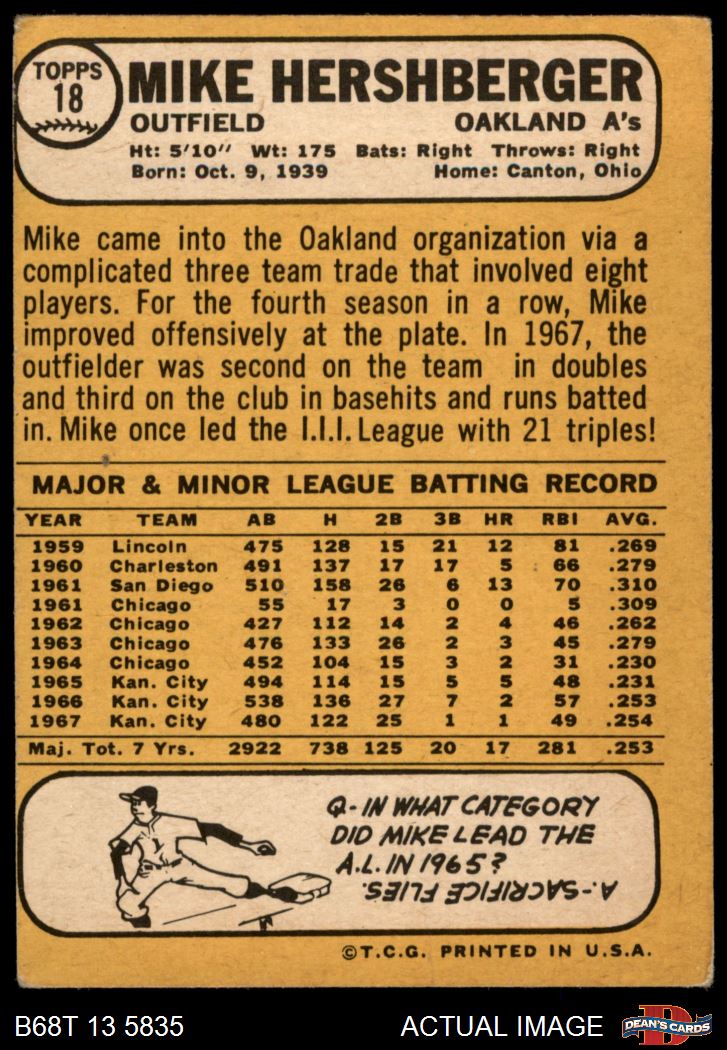 TOPPS
18
MIKE HERSHBERGER
OUTFIELD OAKLAND A's
Ht: 5'10" Wt: 175 Bats: Right Throws: Right
Born: Oct. 9, 1939 Home: Canton, Ohio
Mike came into the Oakland organization via a
complicated three team trade that involved eight
players. For the fourth season in a row, Mike
improved offensively at the plate. In 1967, the
outfielder was second on the team in doubles
and third on the club in basehits and runs batted
in. Mike once led the I.I.I. League with 21 triples!
MAJOR & MINOR LEAGUE BATTING RECORD
YEAR TEAM AB H 2B 3B HR RBI AVG.
1959 Lincoln 475 128 15 21 12 81 .269
1960 Charleston 491 137 17 17 5 66 .279
1961 San Diego 510 158 26 6 13 70 .310
1961 Chicago 55 17 3 0 0 5 .309
1962 Chicago 427 112 14 2 4 46 .262
1963 Chicago 476 133 26 2 3 45 .279
1964 Chicago 452 104 15 3 2 31 .230
1965 Kan. City 494 114 15 5 5 48 .231
1966 Kan. City 538 136 27 7 2 57 .253
1967 Kan. City 480 122 25 1 1 49 .254
Maj. Tot. 7 Yrs. 2922 738 125 20 17 281 .253
Q-IN WHAT CATEGORY
DID MIKE LEAD THE
A.L. IN 1965?
A.-SACRIFICE FLIES.
©T.C.G. PRINTED IN U.S.A.
B68T 13 5835 ACTUAL IMAGE
D
DEAN'S CARDS